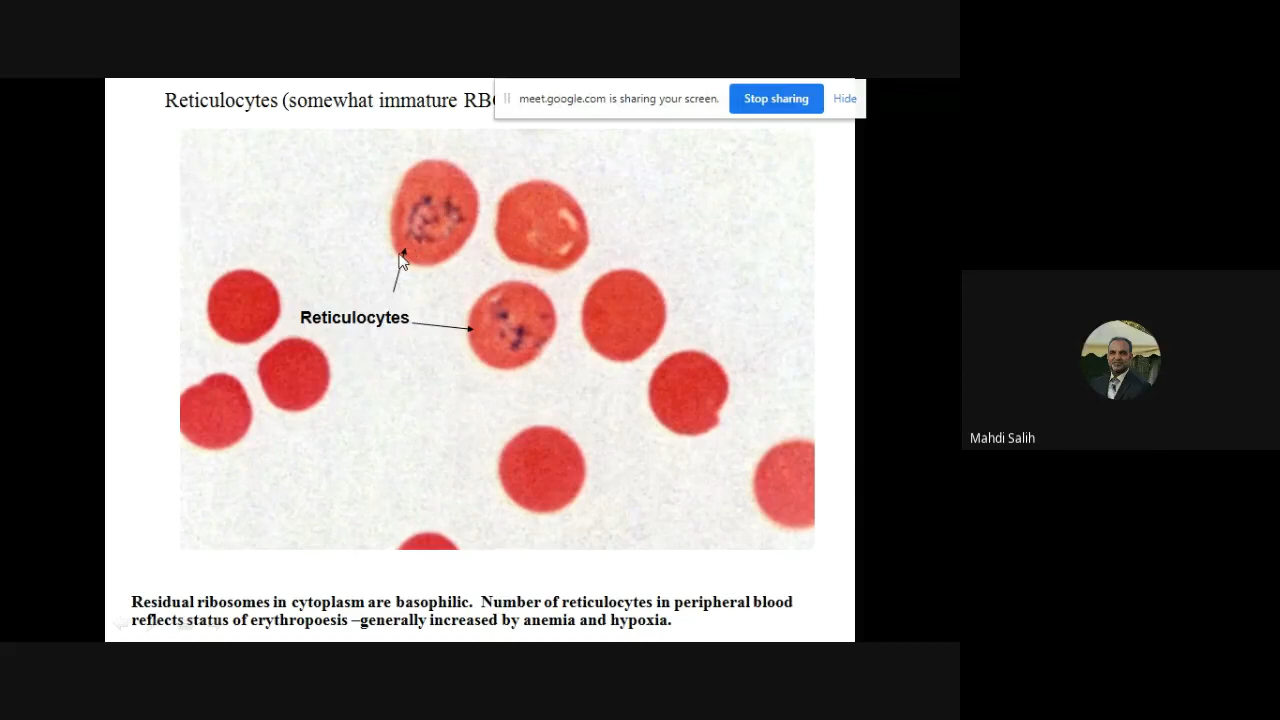 Reticulocytes (somewhat immature RB
meet.google.com is sharing your screen.
Stop sharing
Hide
Reticulocytes
Mahdi Salih
Residual ribosomes in cytoplasm are basophilic. Number of reticulocytes in peripheral blood
reflects status of erythropoesis –generally increased by anemia and hypoxia.